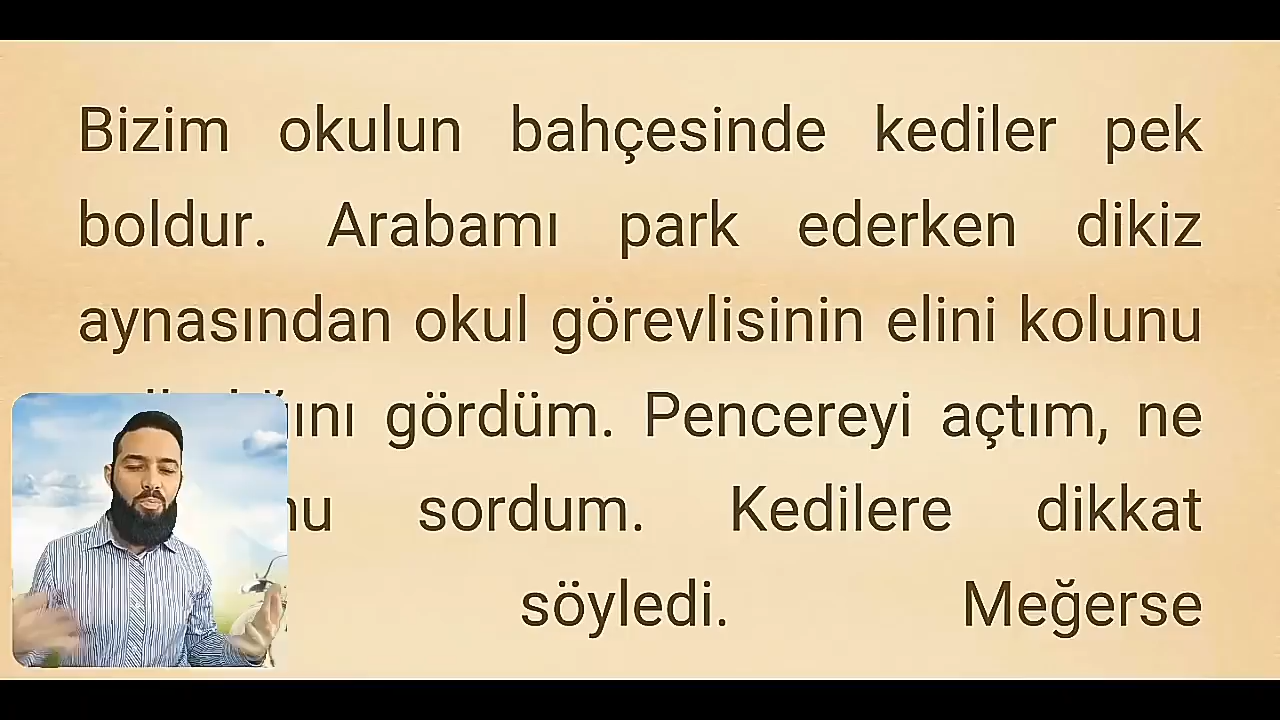 Bizim okulun bahçesinde kediler pek
boldur. Arabamı park ederken dikiz
aynasından okul görevlisinin elini kolunu
gördüm. Pencereyi açtım, ne
sordum. Kedilere dikkat
söyledi. Meğerse